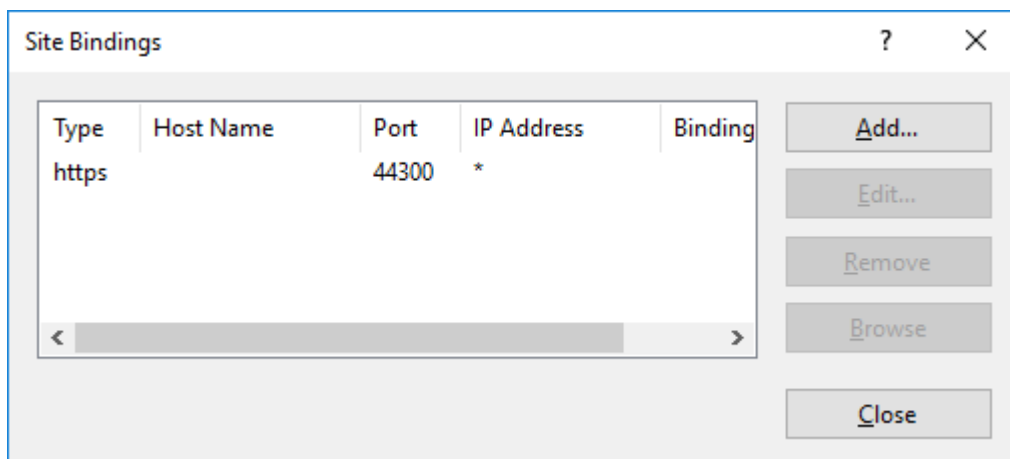 Site Bindings ?
Type Host Name Port IP Address Binding
https 44300 *
Add...
Edit...
Remove
Browse
Close